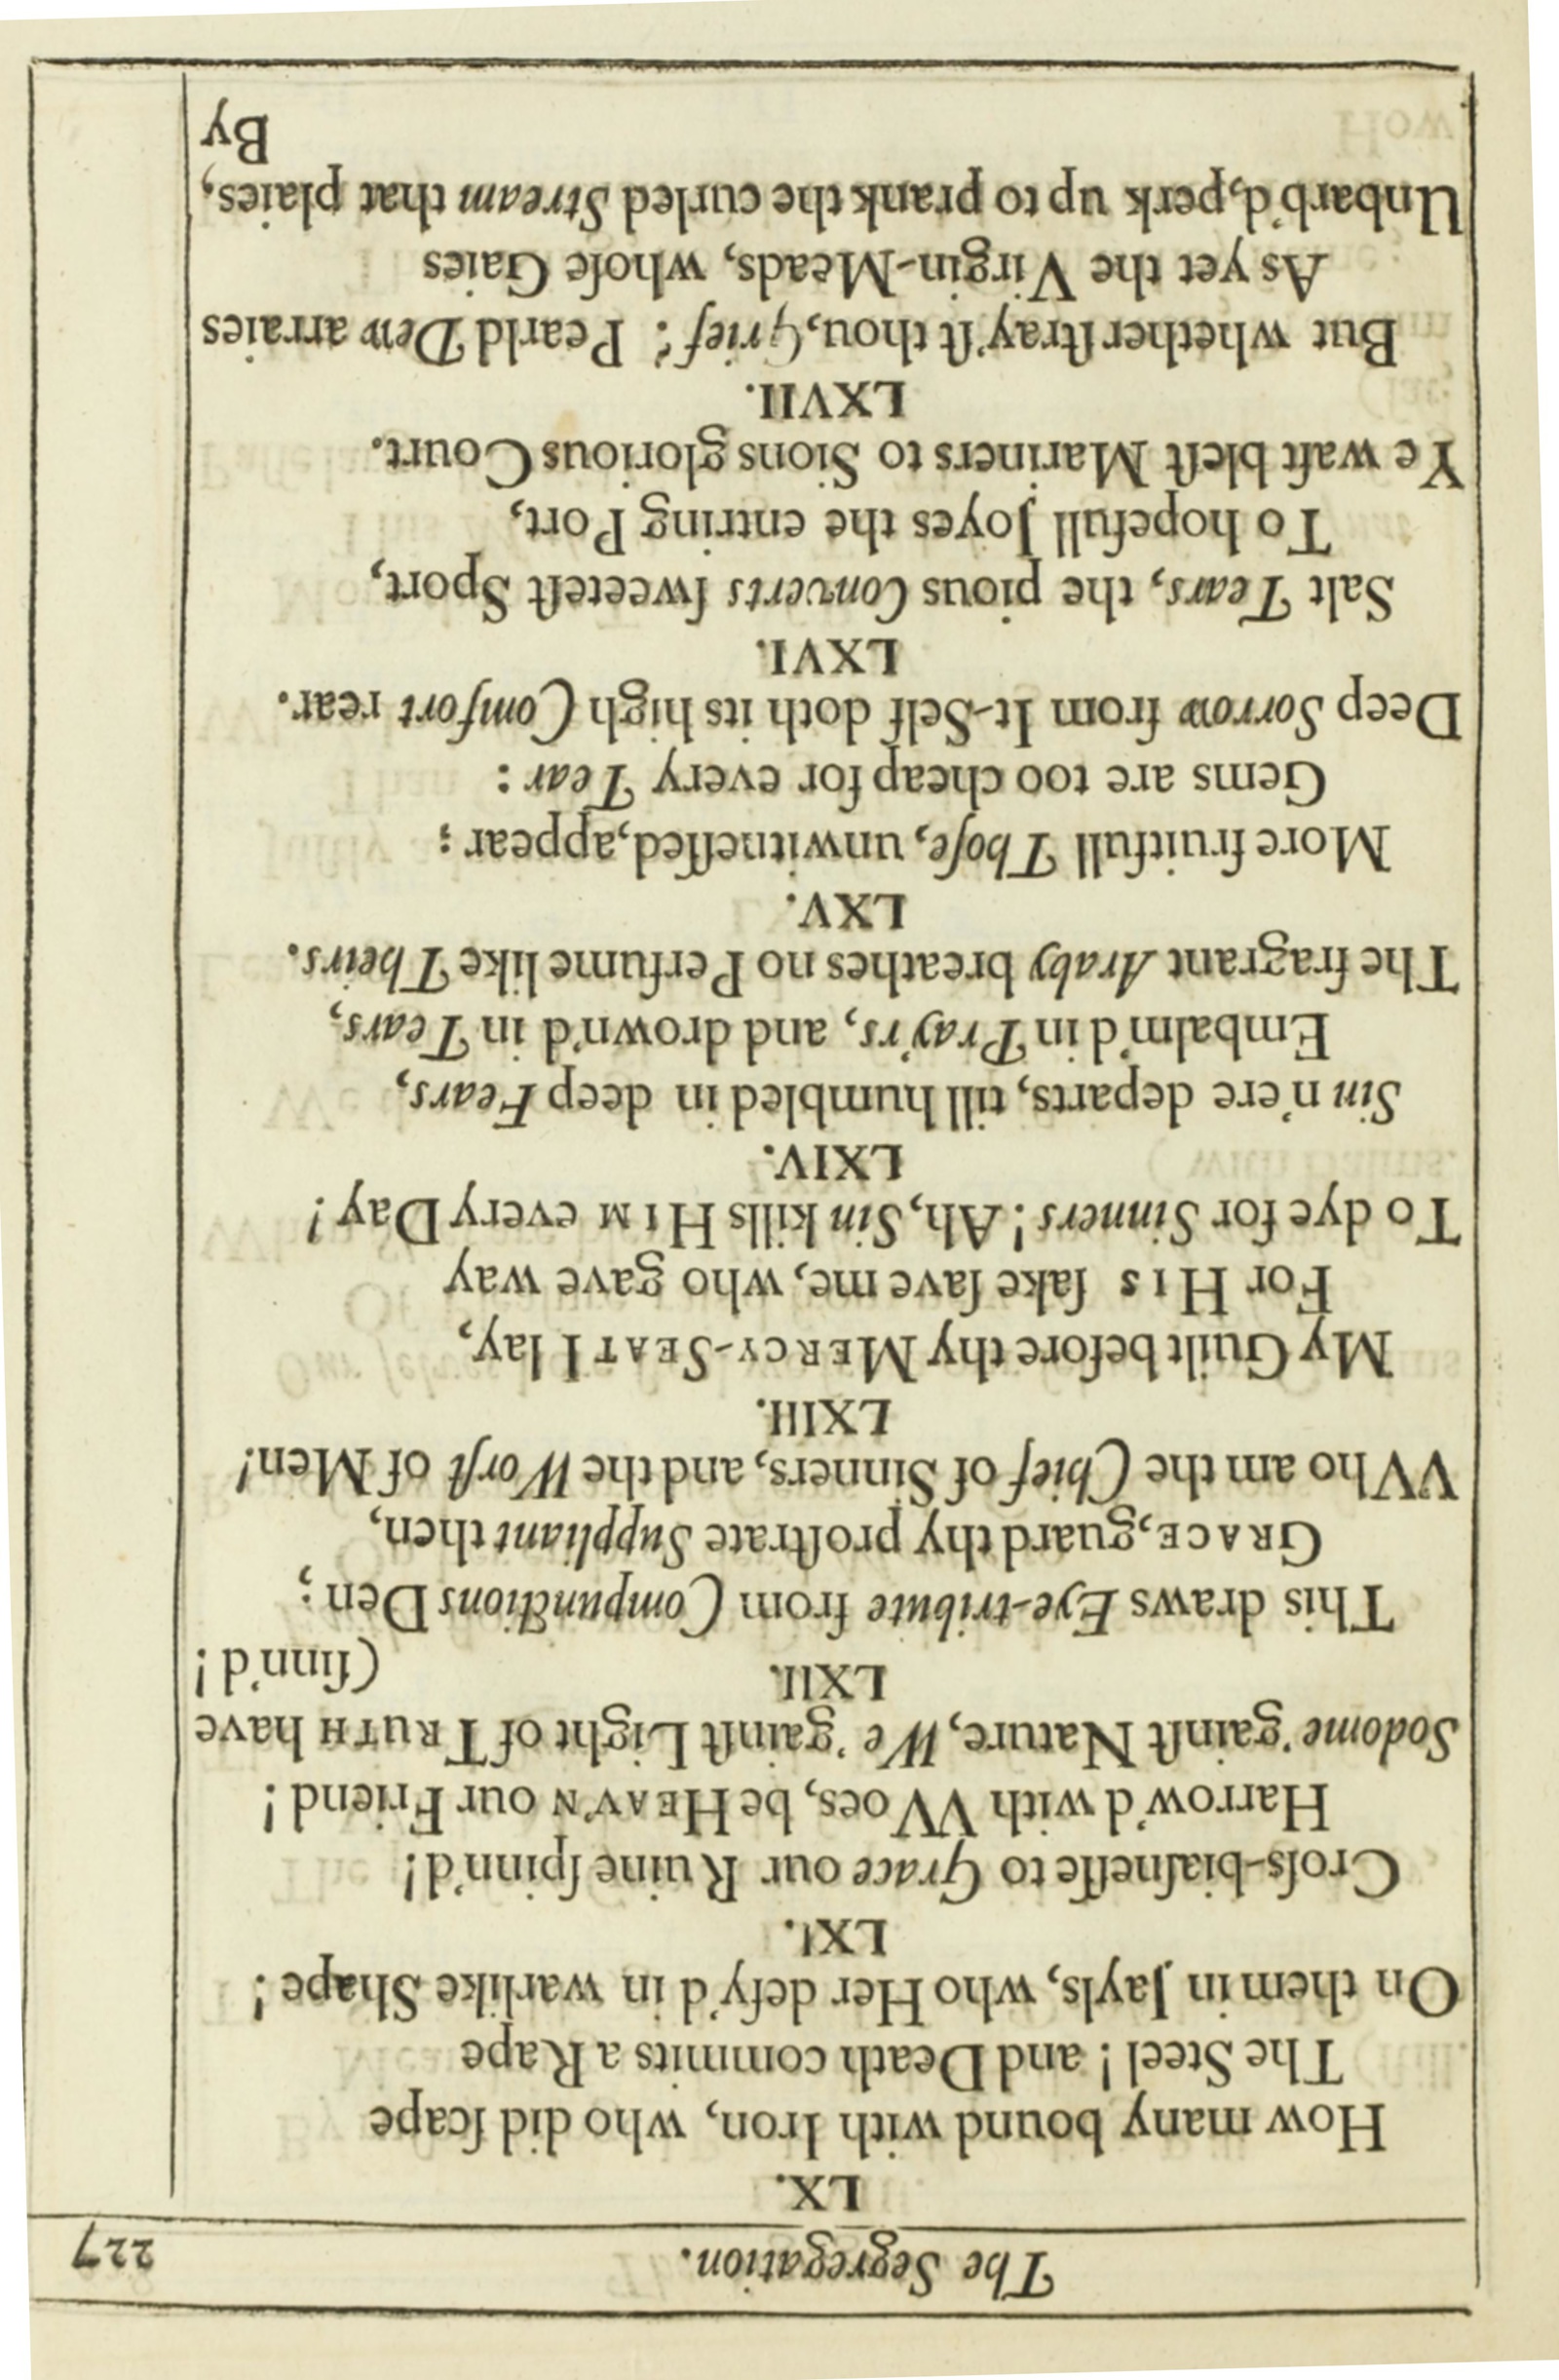 The Segregation. 227
LX.
How many bound with Iron, who did ſcape
The Steel! and Death commits a Rape
On them in Jayls, who Her defy'd in warlike Shape!
LXI.
Croſs-biaſneſſe to Grace our Ruine ſpinn'd!
Harrow'd with VVoes, be HEAV'N our Friend!
Sodome 'gainſt Nature, We 'gainſt Light of TRUTH have
LXII. (ſinn'd!
This draws Eye-tribute from Compunctions Den;
GRACE, guard thy proſtrate Suppliant then,
VVho am the Chief of Sinners, and the Worſt of Men!
LXIII.
My Guilt before thy MERCY-SEAT I lay,
For HIS ſake ſave me, who gave way
To dye for Sinners! Ah, Sin kills HIM every Day!
LXIV.
Sin n'ere departs, till humbled in deep Fears,
Embalm'd in Pray'rs, and drown'd in Tears,
The fragrant Araby breathes no Perfume like Theirs.
LXV.
More fruitfull Thoſe, unwitneſſed, appear;
Gems are too cheap for every Tear:
Deep Sorrow from It-Self doth its high Comfort rear.
LXVI.
Salt Tears, the pious Converts ſweeteſt Sport,
To hopefull Joyes the entring Port,
Ye waft bleſt Mariners to Sions glorious Court.
LXVII.
But whether ſtray'ſt thou, Grief? Pearld Dew arraies
As yet the Virgin-Meads, whoſe Gaies
Unbarb'd, perk up to prank the curled Stream that plaies,
By